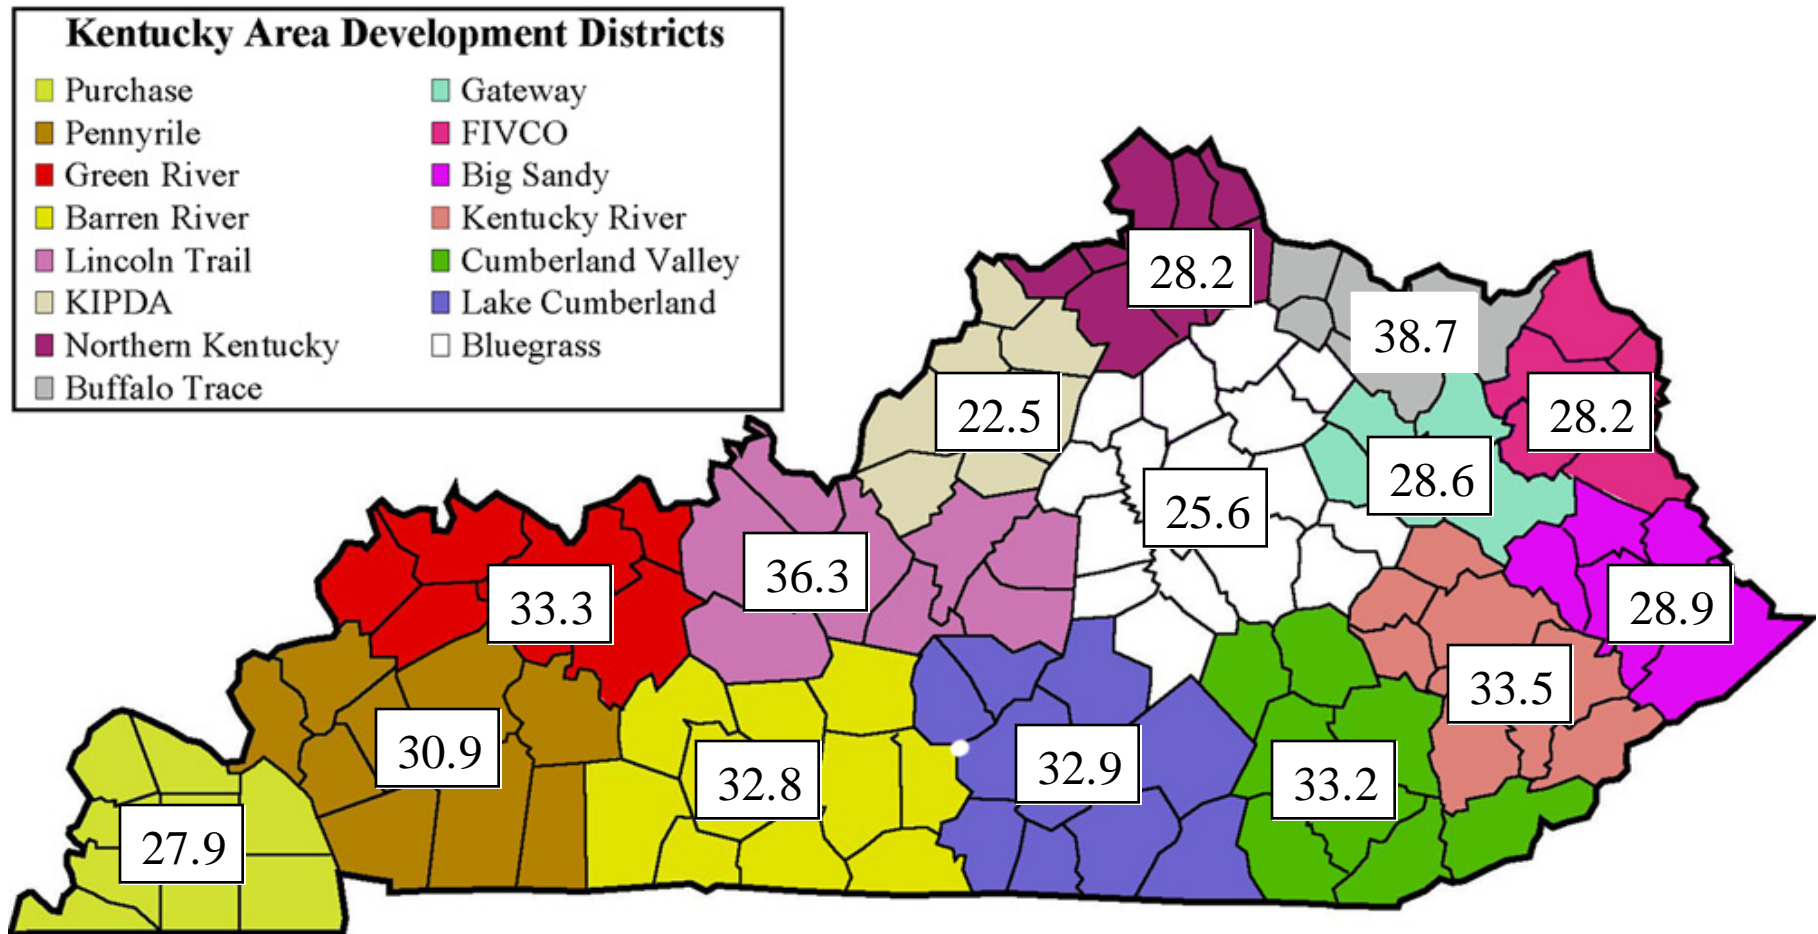 Kentucky Area Development Districts
Purchase
Pennyrile
Green River
Barren River
Lincoln Trail
KIPDA
Northern Kentucky
Buffalo Trace
Gateway
FIVCO
Big Sandy
Kentucky River
Cumberland Valley
Lake Cumberland
Bluegrass
28.2
38.7
22.5
28.2
28.6
25.6
36.3
33.3
28.9
33.5
30.9
32.8
32.9
33.2
27.9